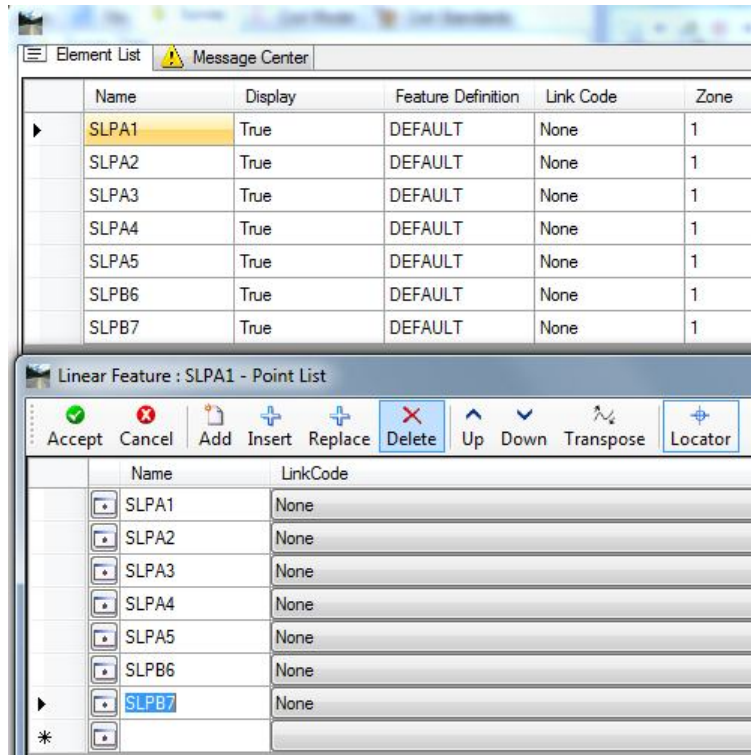 Element List Message Center
Name Display Feature Definition Link Code Zone
SLPA1 True DEFAULT None 1
SLPA2 True DEFAULT None 1
SLPA3 True DEFAULT None 1
SLPA4 True DEFAULT None 1
SLPA5 True DEFAULT None 1
SLPB6 True DEFAULT None 1
SLPB7 True DEFAULT None 1
Linear Feature : SLPA1 - Point List
Accept Cancel Add Insert Replace Delete Up Down Transpose Locator
Name LinkCode
SLPA1 None
SLPA2 None
SLPA3 None
SLPA4 None
SLPA5 None
SLPB6 None
SLPB7 None